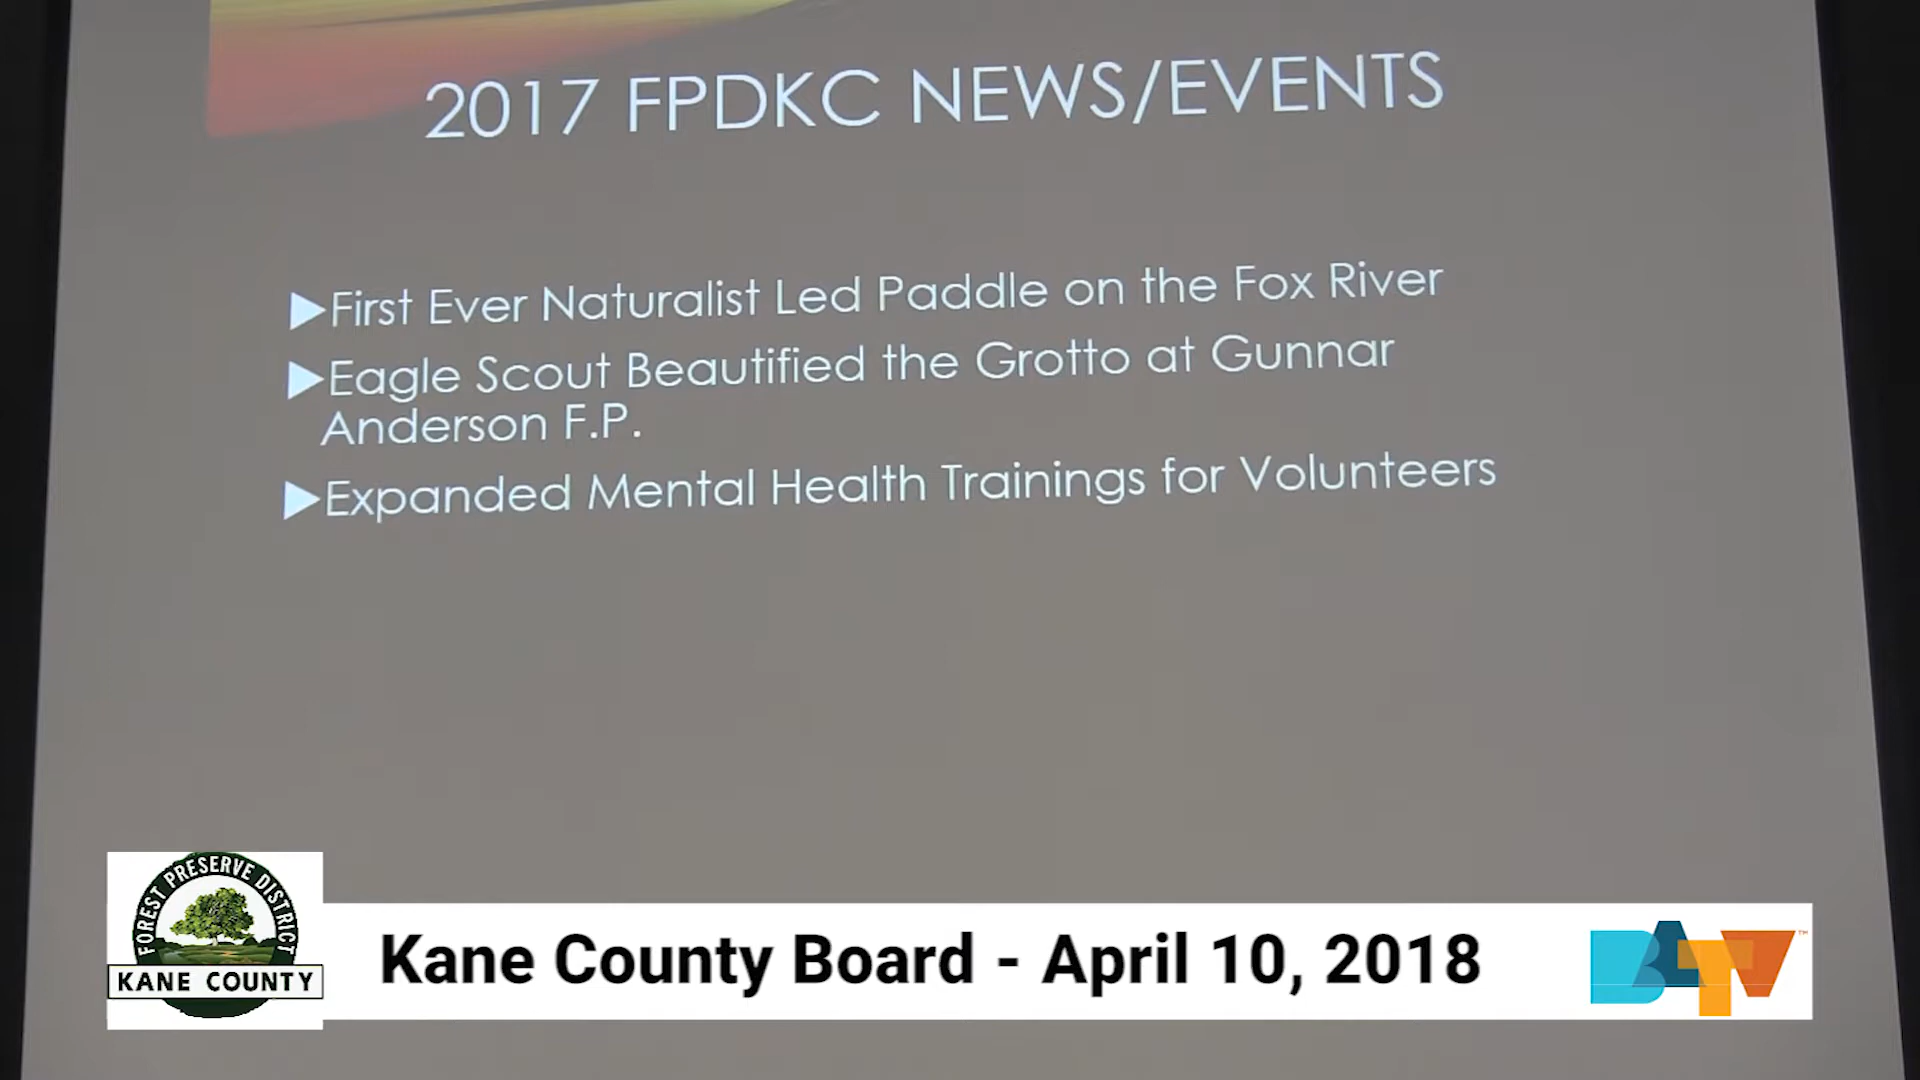 2017 FPDKC NEWS/EVENTS
▶First Ever Naturalist Led Paddle on the Fox River
▶Eagle Scout Beautified the Grotto at Gunnar
Anderson F.P.
▶Expanded Mental Health Trainings for Volunteers
FOREST PRESERVE DISTRICT
KANE COUNTY
Kane County Board - April 10, 2018
BATV™